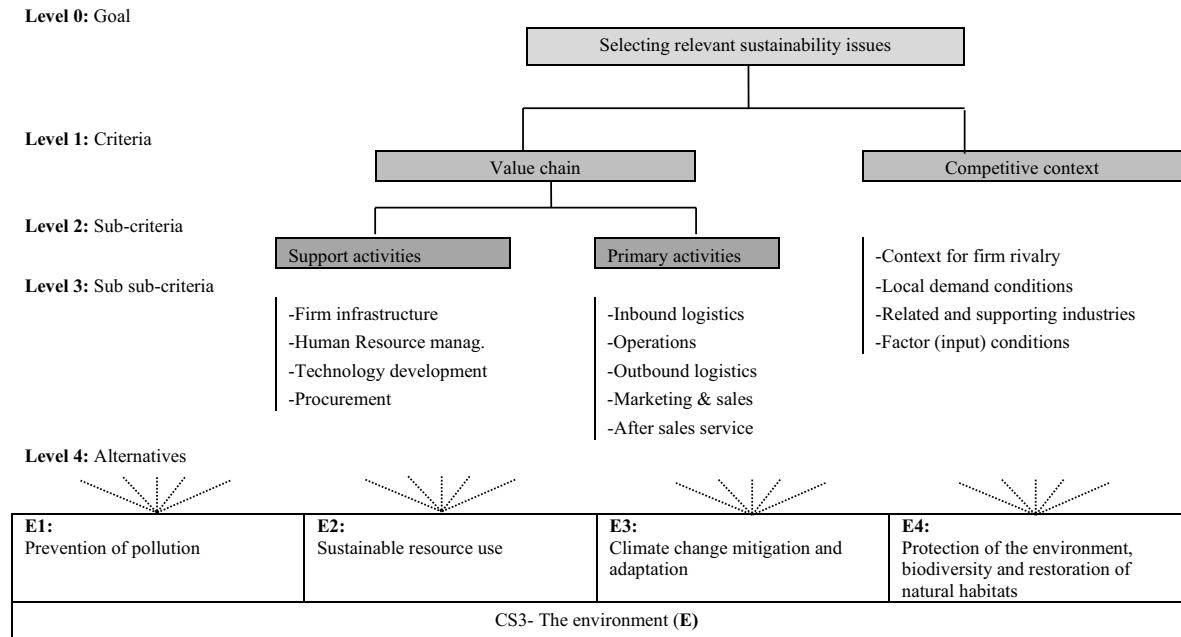 Level 0: Goal
Selecting relevant sustainability issues
Level 1: Criteria
Value chain
Competitive context
Level 2: Sub-criteria
Support activities
Primary activities
-Context for firm rivalry
-Local demand conditions
-Related and supporting industries
-Factor (input) conditions
Level 3: Sub sub-criteria
-Firm infrastructure
-Human Resource manag.
-Technology development
-Procurement
-Inbound logistics
-Operations
-Outbound logistics
-Marketing & sales
-After sales service
Level 4: Alternatives
E1:
Prevention of pollution
E2:
Sustainable resource use
E3:
Climate change mitigation and
adaptation
E4:
Protection of the environment,
biodiversity and restoration of
natural habitats
CS3- The environment (E)